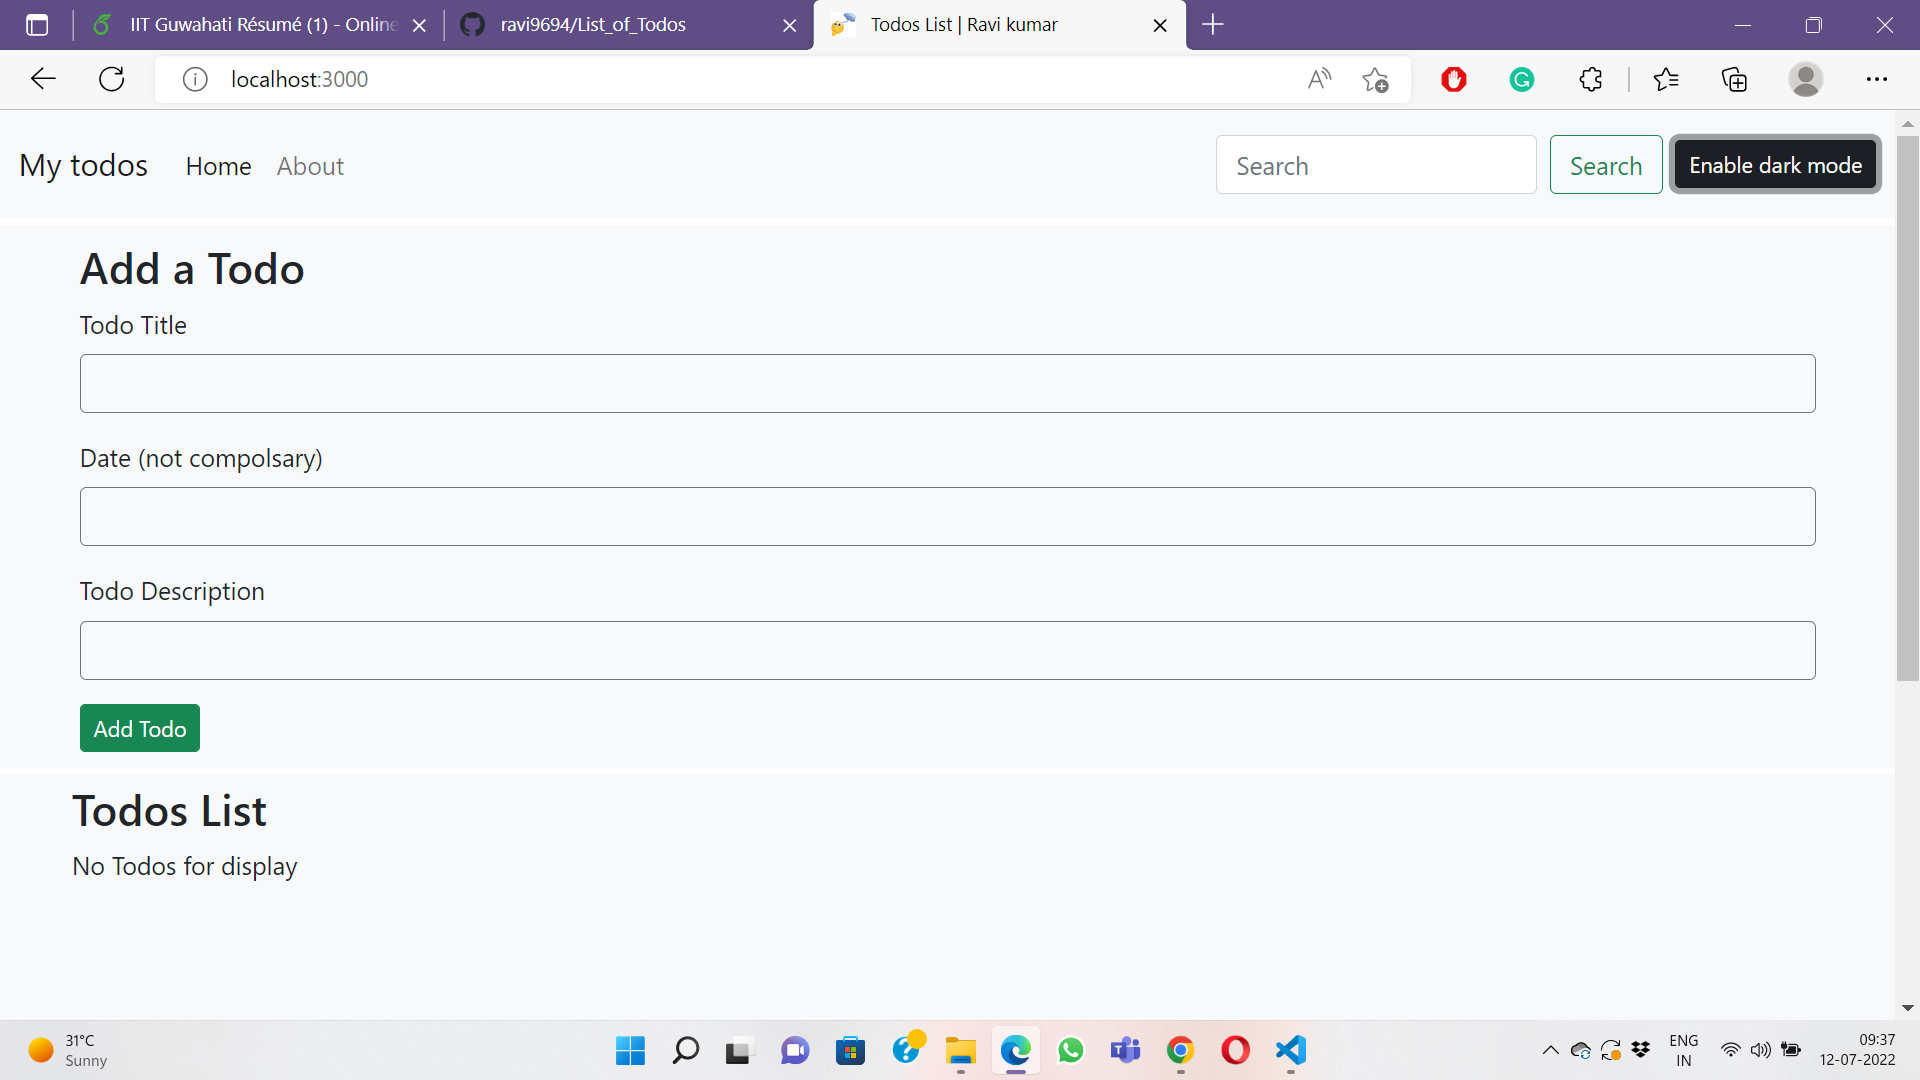 IIT Guwahati Résumé (1) - Online
ravi9694/List_of_Todos
Todos List | Ravi kumar
localhost:3000
My todos
Home
About
Search
Search
Enable dark mode
Add a Todo
Todo Title
Date (not compolsary)
Todo Description
Add Todo
Todos List
No Todos for display
31°C
Sunny
ENG
IN
09:37
12-07-2022